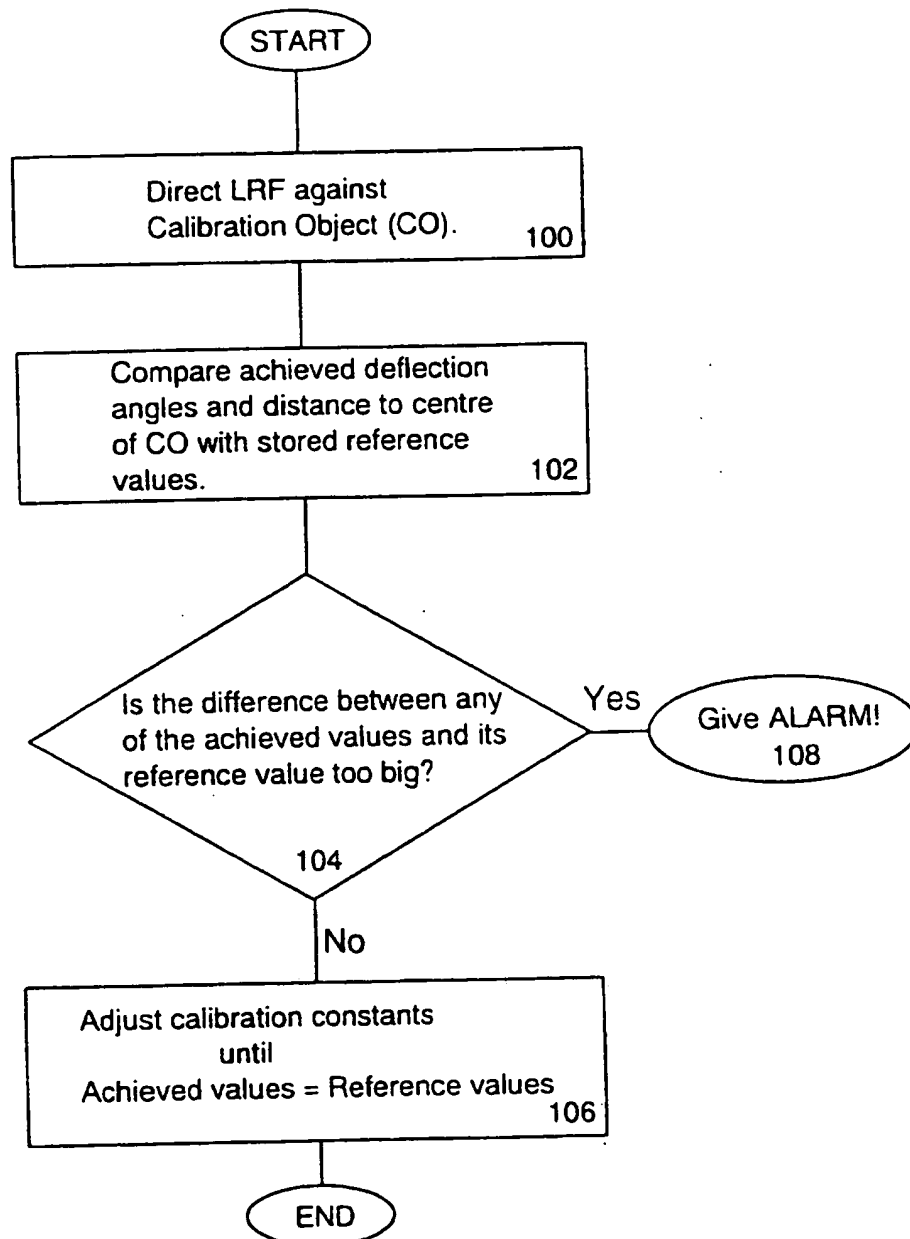 START
Direct LRF against
Calibration Object (CO).
100
Compare achieved deflection
angles and distance to centre
of CO with stored reference
values.
102
Is the difference between any
of the achieved values and its
reference value too big?
104
Yes
Give ALARM!
108
No
Adjust calibration constants
until
Achieved values = Reference values
106
END